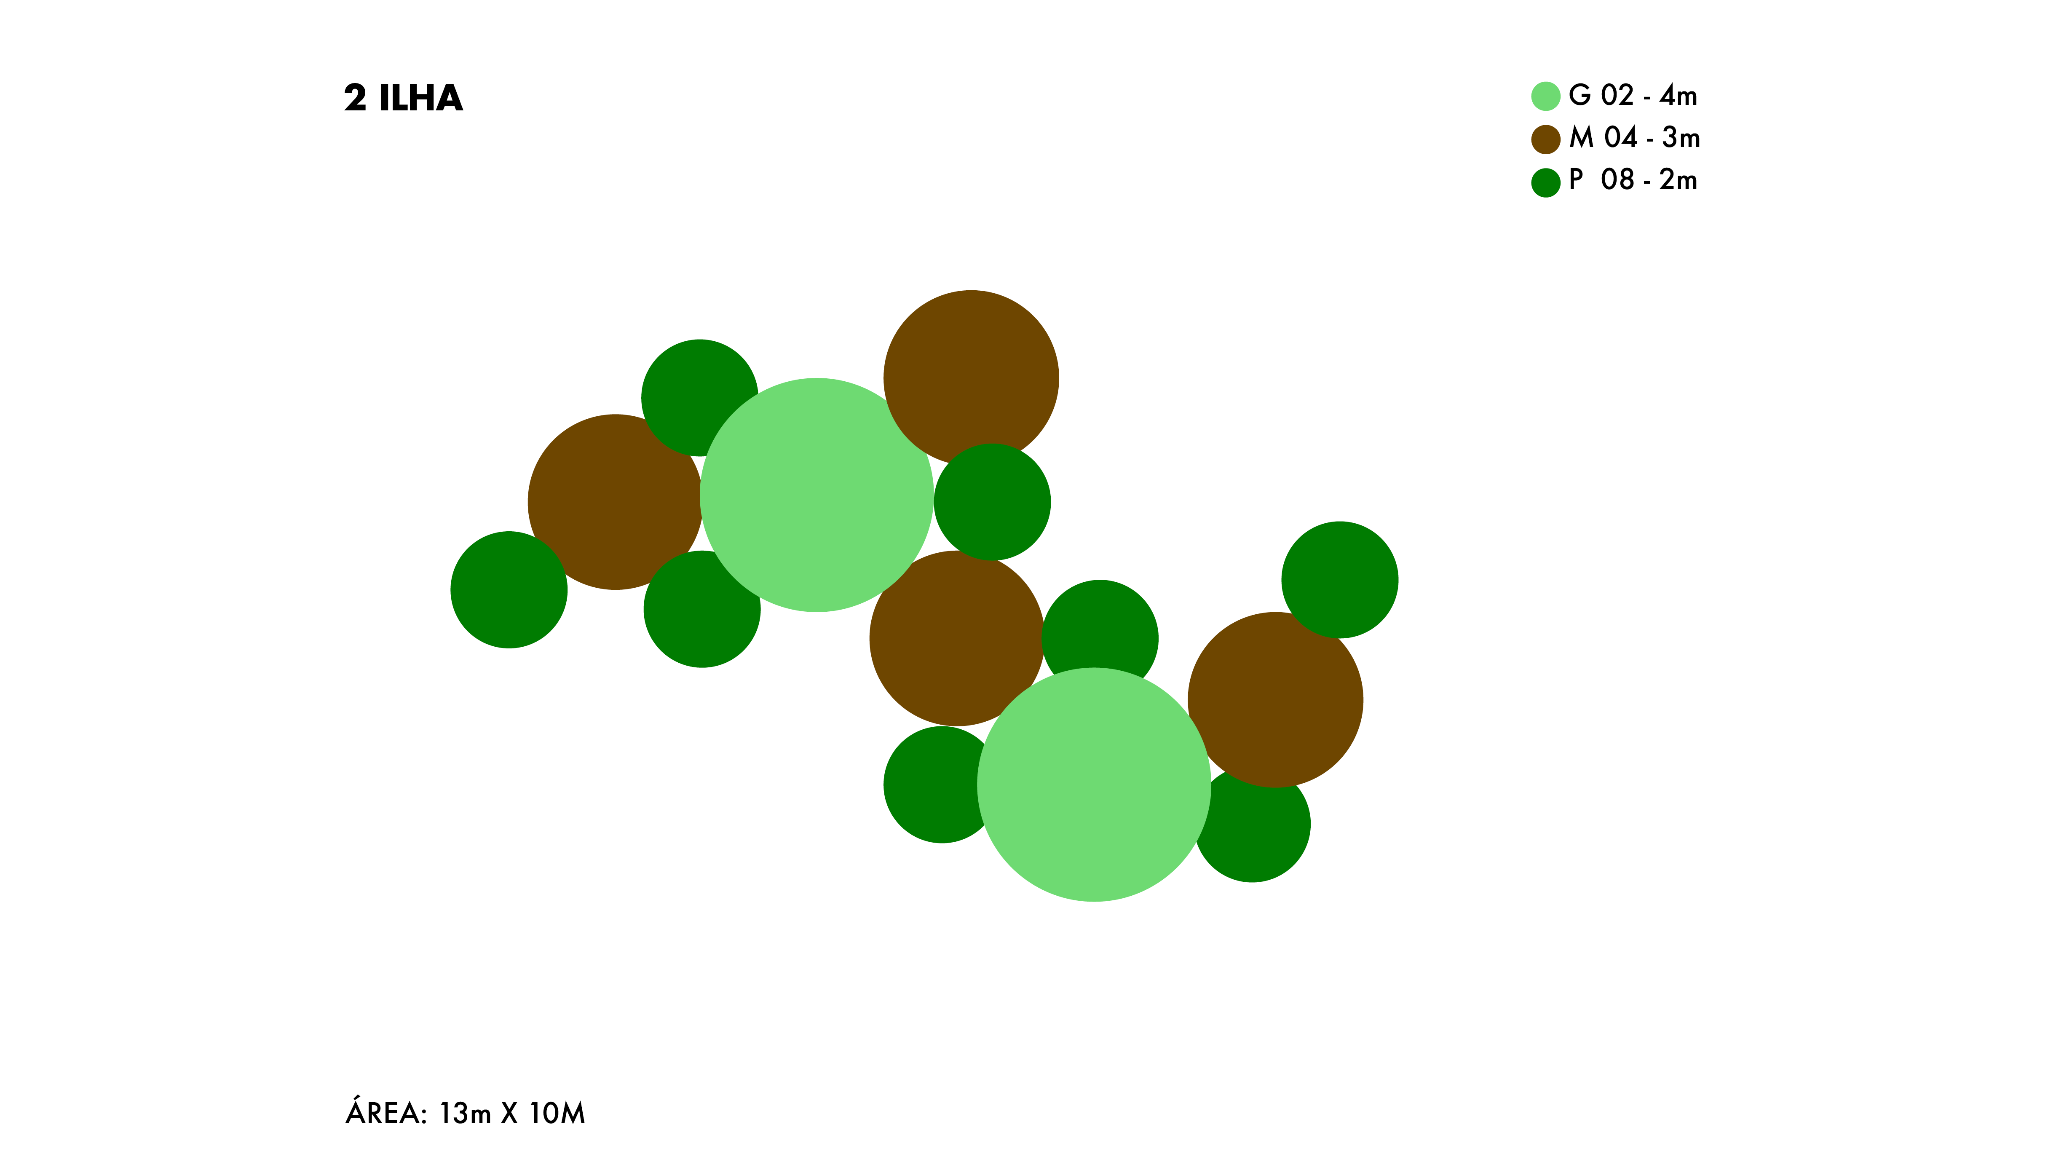 2 ILHA
G 02 - 4m
M 04 - 3m
P 08 - 2m
ÁREA: 13m X 10M